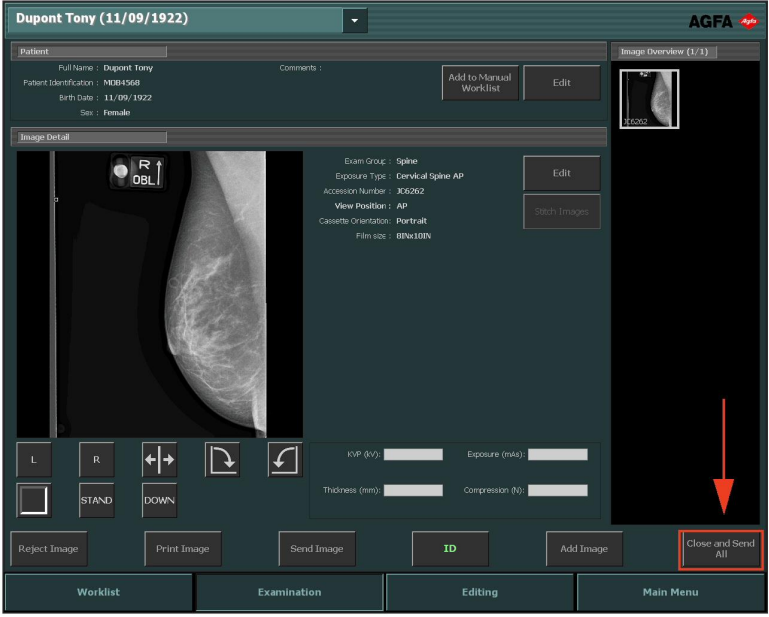 Dupont Tony (11/09/1922)
AGFA Agfa
Patient
Full Name : Dupont Tony
Comments :
Patient Identification : MOB4568
Birth Date : 11/09/1922
Sex : Female
Add to Manual
Worklist
Edit
Image Overview (1/1)
JC6262
Image Detail
R
OBL
Exam Group : Spine
Exposure Type : Cervical Spine AP
Accession Number : JC6262
View Position : AP
Cassette Orientation: Portrait
Film size : 8INx10IN
Edit
Stitch Images
L
R
STAND
DOWN
KVP (kV):
Exposure (mAs):
Thickness (mm):
Compression (N):
Reject Image
Print Image
Send Image
ID
Add Image
Close and Send
All
Worklist
Examination
Editing
Main Menu